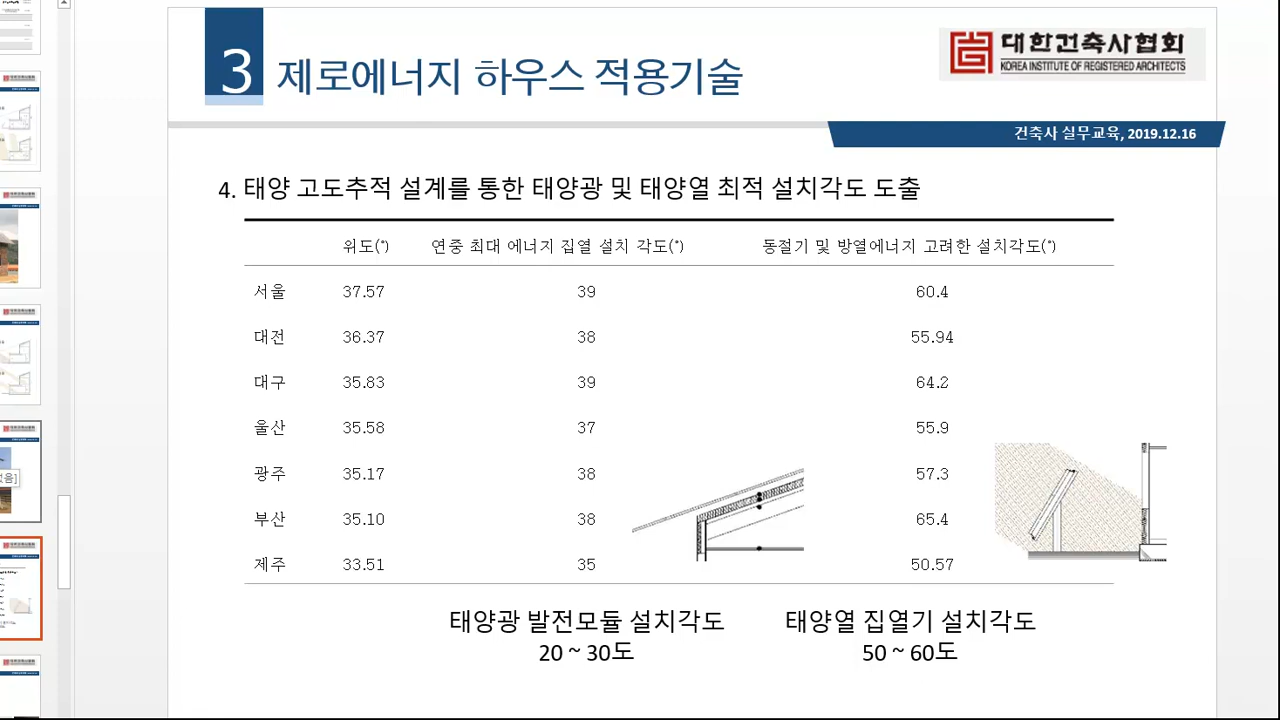 3 제로에너지 하우스 적용기술
대한건축사협회
KOREA INSTITUTE OF REGISTERED ARCHITECTS
건축사 실무교육, 2019.12.16
4. 태양 고도추적 설계를 통한 태양광 및 태양열 최적 설치각도 도출
위도(°) 연중 최대 에너지 집열 설치 각도(°) 동절기 및 방열에너지 고려한 설치각도(°)
서울 37.57 39 60.4
대전 36.37 38 55.94
대구 35.83 39 64.2
울산 35.58 37 55.9
광주 35.17 38 57.3
부산 35.10 38 65.4
제주 33.51 35 50.57
태양광 발전모듈 설치각도 태양열 집열기 설치각도
20 ~ 30도 50 ~ 60도